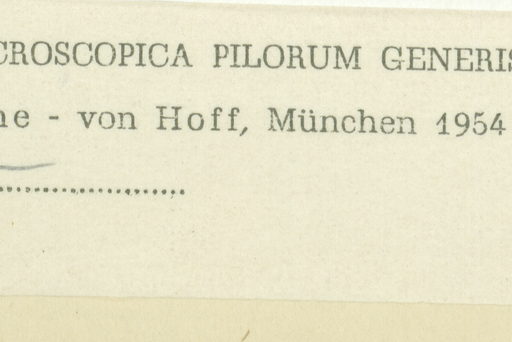 CROSCOPICA PILORUM GENERIS
ne - von Hoff, München 1954